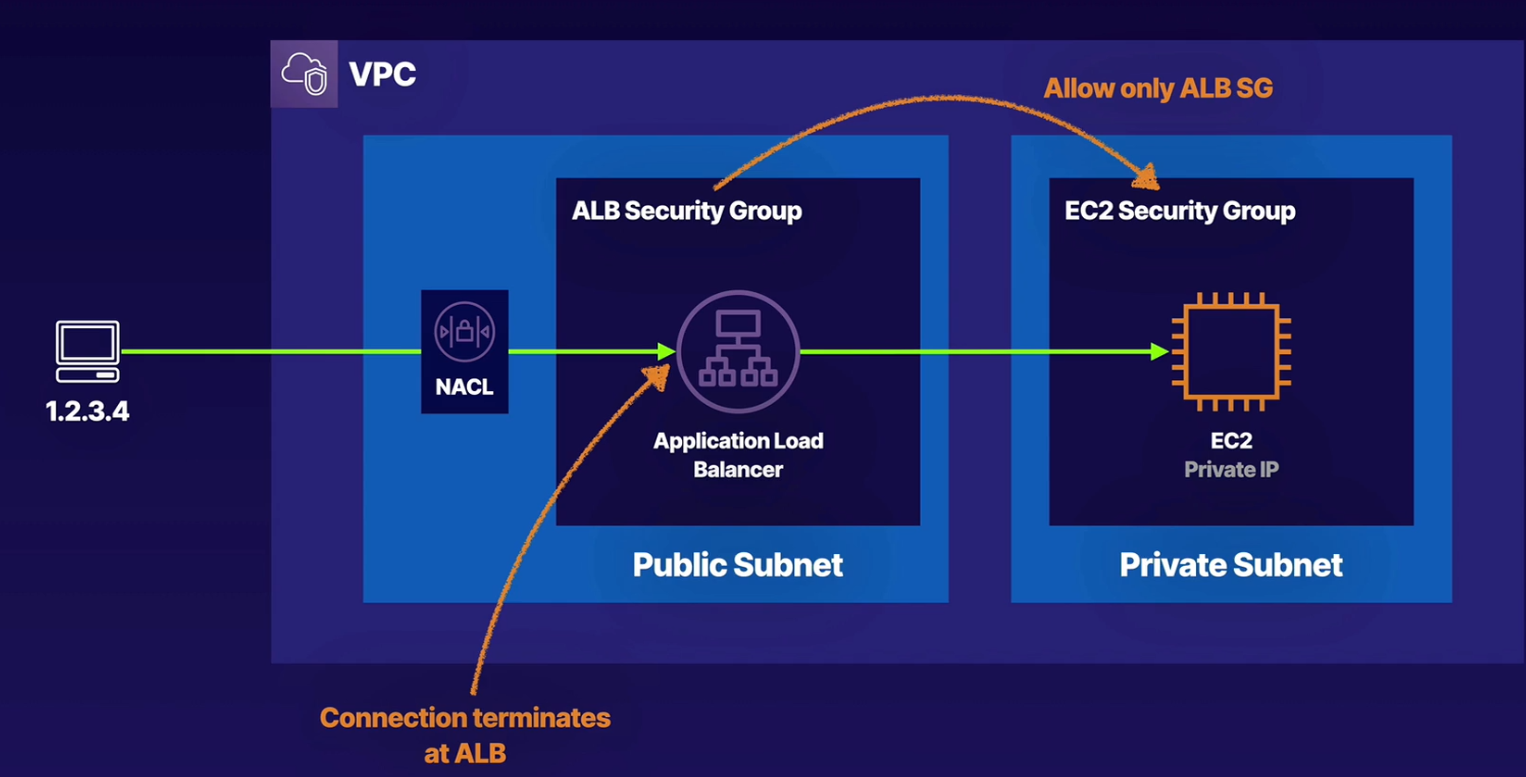 VPC
Allow only ALB SG
ALB Security Group
EC2 Security Group
NACL
1.2.3.4
Application Load
Balancer
EC2
Private IP
Public Subnet
Private Subnet
Connection terminates
at ALB